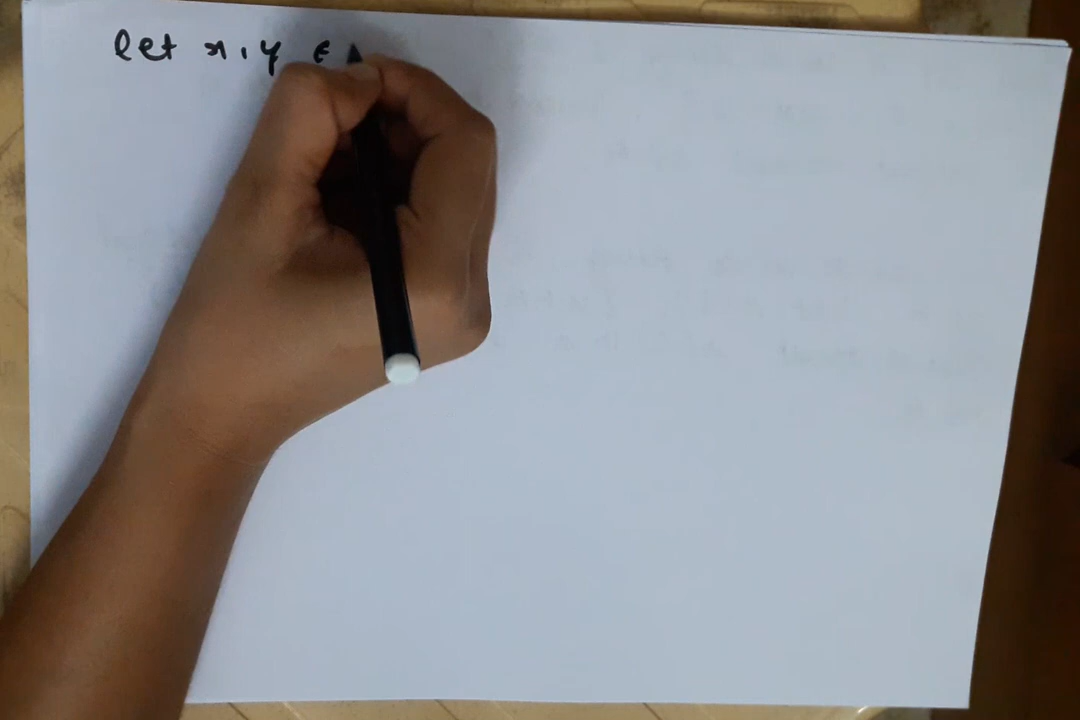 let x, y ∈